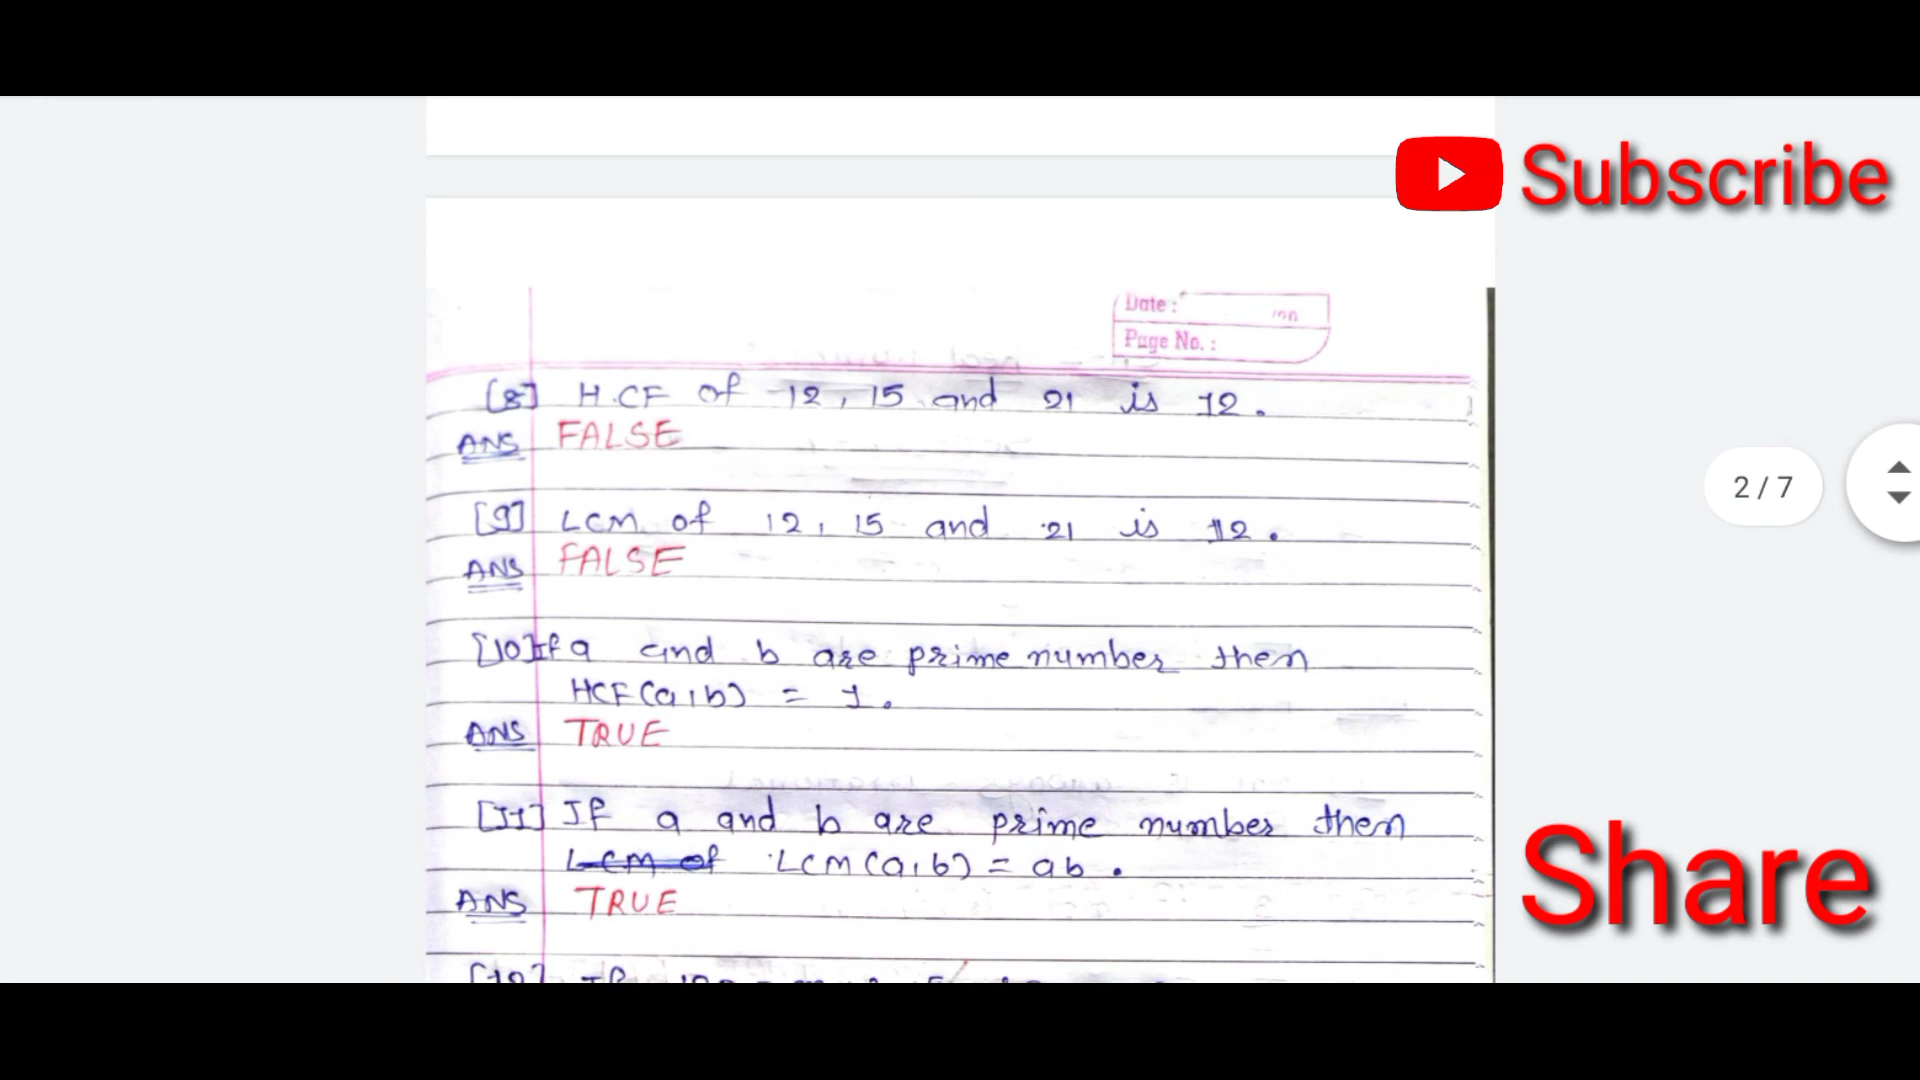 Subscribe
Date :
Page No. :
[8] H.CF of 12, 15 and 21 is 12.
ANS FALSE
[9] LCM of 12, 15 and 21 is 12.
ANS FALSE
2 / 7
[10] If a and b are prime number then
HCF(a,b) = 1.
ANS TRUE
[11] If a and b are prime number then
LCM of LCM(a,b) = ab.
ANS TRUE
Share